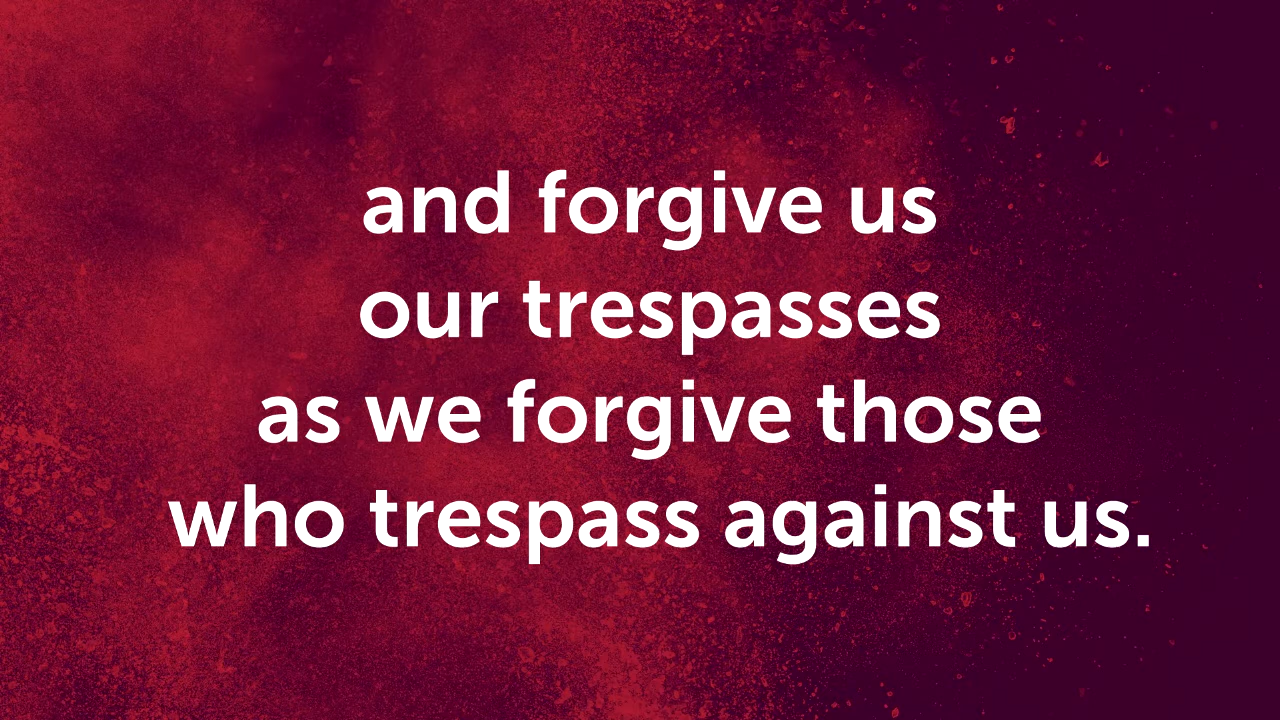 and forgive us
our trespasses
as we forgive those
who trespass against us.